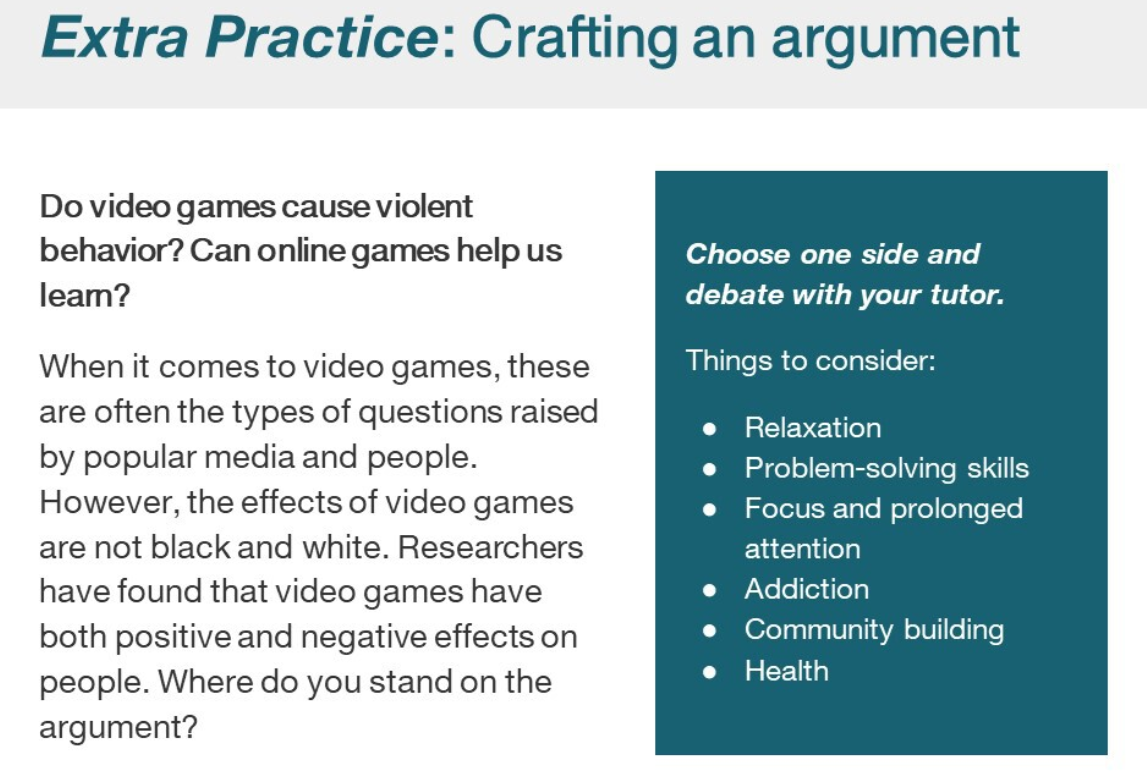 Extra Practice: Crafting an argument
Do video games cause violent
behavior? Can online games help us
learn?
When it comes to video games, these
are often the types of questions raised
by popular media and people.
However, the effects of video games
are not black and white. Researchers
have found that video games have
both positive and negative effects on
people. Where do you stand on the
argument?
Choose one side and
debate with your tutor.
Things to consider:
● Relaxation
● Problem-solving skills
● Focus and prolonged
attention
● Addiction
● Community building
● Health